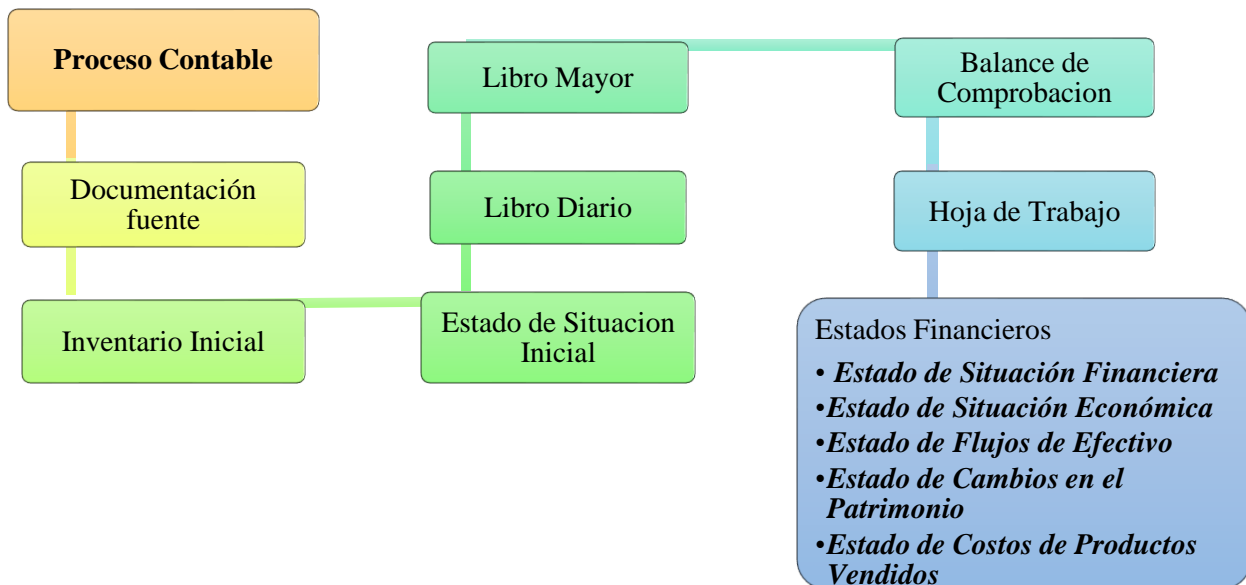 Proceso Contable
Documentación
fuente
Inventario Inicial
Estado de Situacion
Inicial
Libro Diario
Libro Mayor
Balance de
Comprobacion
Hoja de Trabajo
Estados Financieros
• Estado de Situación Financiera
•Estado de Situación Económica
•Estado de Flujos de Efectivo
•Estado de Cambios en el
Patrimonio
•Estado de Costos de Productos
Vendidos